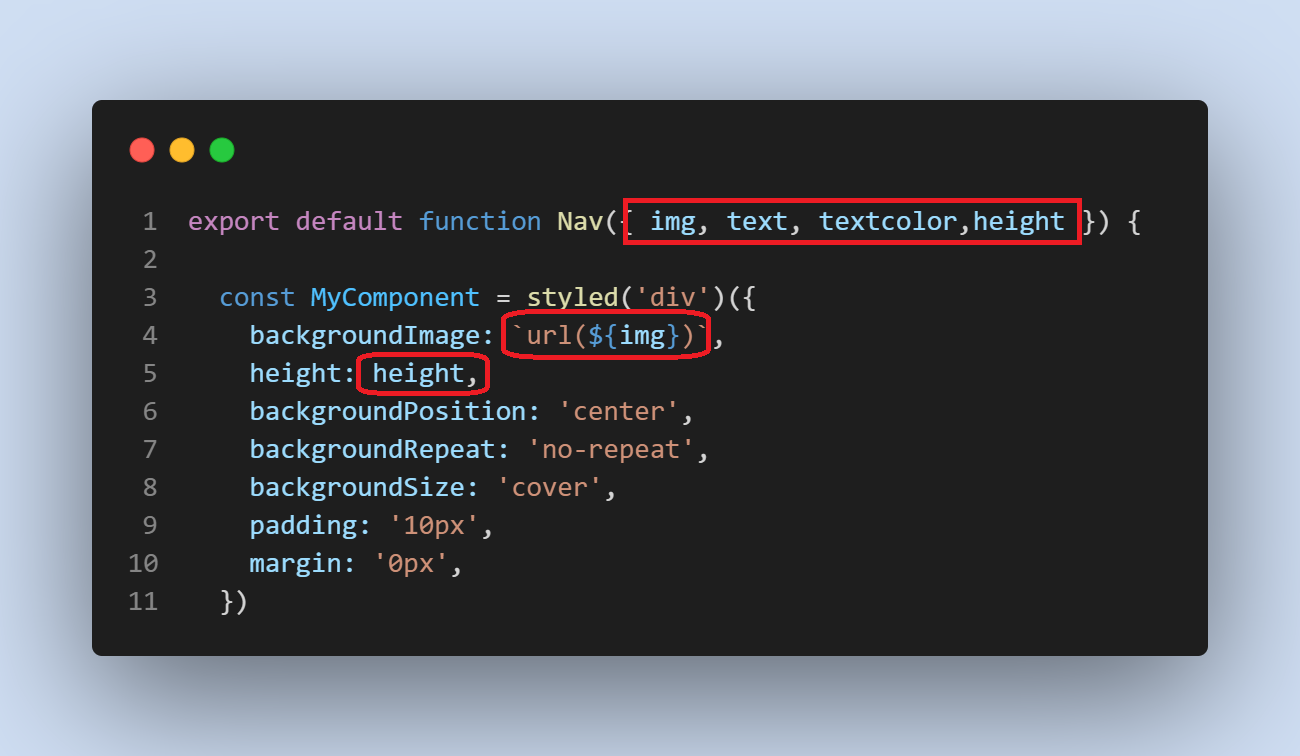 1 export default function Nav({ img, text, textcolor,height }) {
2
3 const MyComponent = styled('div')({
4 backgroundImage: `url(${img})`,
5 height: height,
6 backgroundPosition: 'center',
7 backgroundRepeat: 'no-repeat',
8 backgroundSize: 'cover',
9 padding: '10px',
10 margin: '0px',
11 })